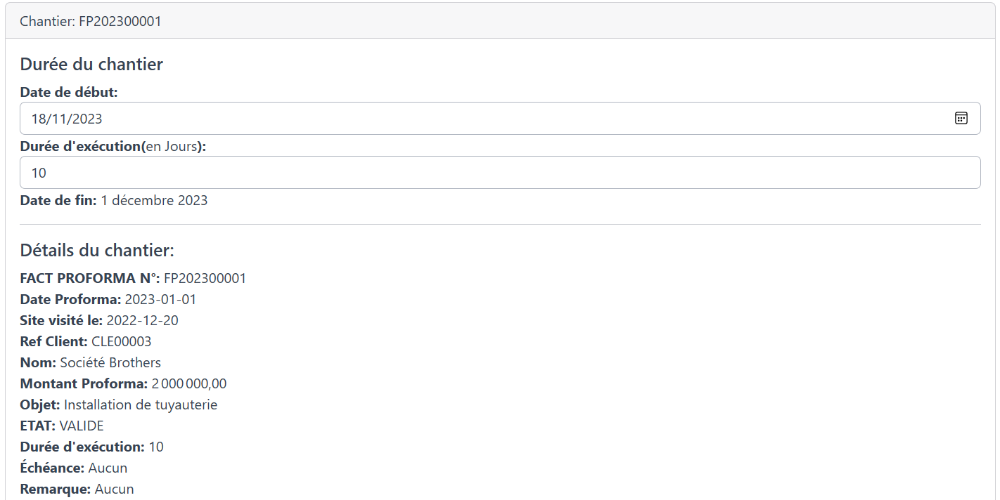 Chantier: FP202300001
Durée du chantier
Date de début:
18/11/2023
Durée d'exécution(en Jours):
10
Date de fin: 1 décembre 2023
Détails du chantier:
FACT PROFORMA N°: FP202300001
Date Proforma: 2023-01-01
Site visité le: 2022-12-20
Ref Client: CLE00003
Nom: Société Brothers
Montant Proforma: 2 000 000,00
Objet: Installation de tuyauterie
ETAT: VALIDE
Durée d'exécution: 10
Échéance: Aucun
Remarque: Aucun